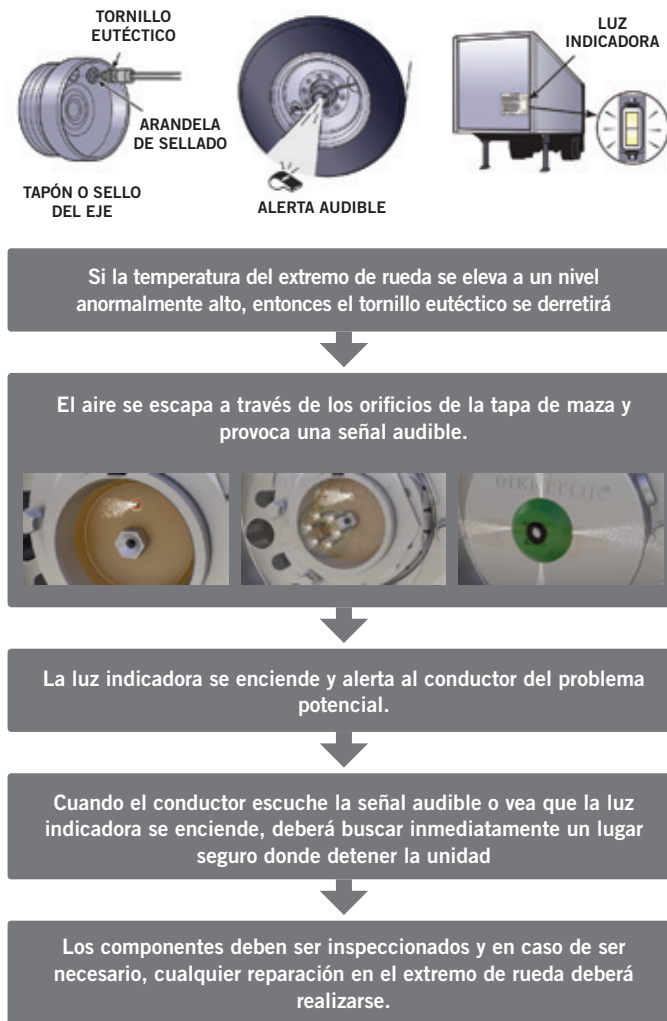 TORNILLO
EUTÉCTICO
ARANDELA
DE SELLADO
TAPÓN O SELLO
DEL EJE
ALERTA AUDIBLE
LUZ
INDICADORA
Si la temperatura del extremo de rueda se eleva a un nivel
anormalmente alto, entonces el tornillo eutéctico se derretirá
El aire se escapa a través de los orificios de la tapa de maza y
provoca una señal audible.
MERITOR
La luz indicadora se enciende y alerta al conductor del problema
potencial.
Cuando el conductor escuche la señal audible o vea que la luz
indicadora se enciende, deberá buscar inmediatamente un lugar
seguro donde detener la unidad
Los componentes deben ser inspeccionados y en caso de ser
necesario, cualquier reparación en el extremo de rueda deberá
realizarse.